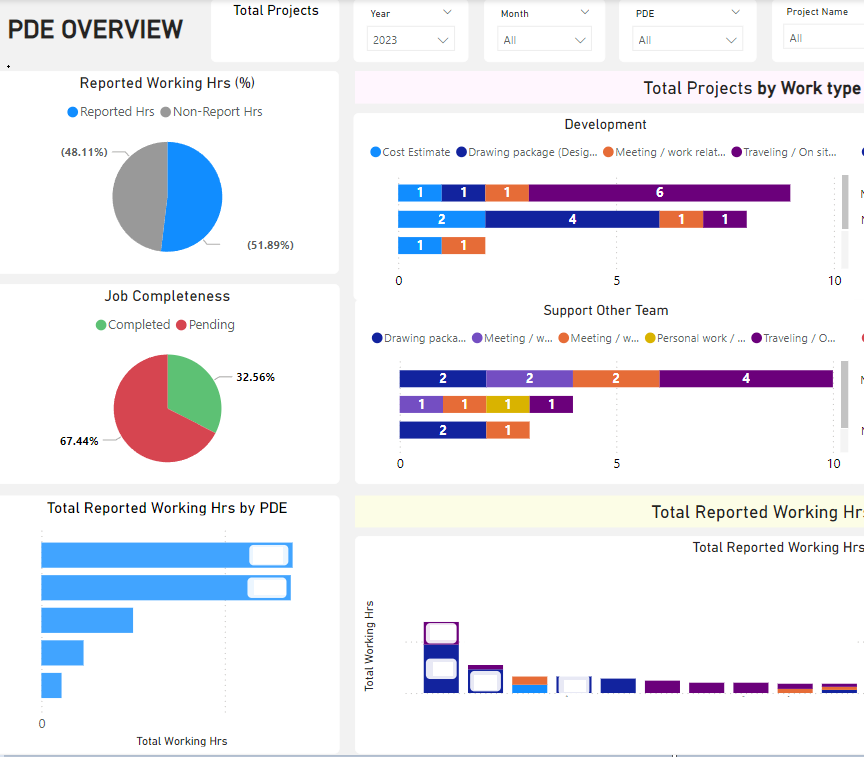 PDE OVERVIEW
Total Projects
Year
2023
Month
All
PDE
All
Project Name
All
Reported Working Hrs (%)
Reported Hrs Non-Report Hrs
(48.11%)
(51.89%)
Total Projects by Work type
Development
Cost Estimate Drawing package (Desig... Meeting / work relat... Traveling / On sit...
1 1 1 6
2 4 1 1
1 1
0 5 10
Job Completeness
Completed Pending
32.56%
67.44%
Support Other Team
Drawing packa... Meeting / w... Meeting / w... Personal work / ... Traveling / O...
2 2 2 4
1 1 1 1
2 1
0 5 10
Total Reported Working Hrs by PDE
0
Total Working Hrs
Total Reported Working Hrs
Total Reported Working Hrs
Total Working Hrs